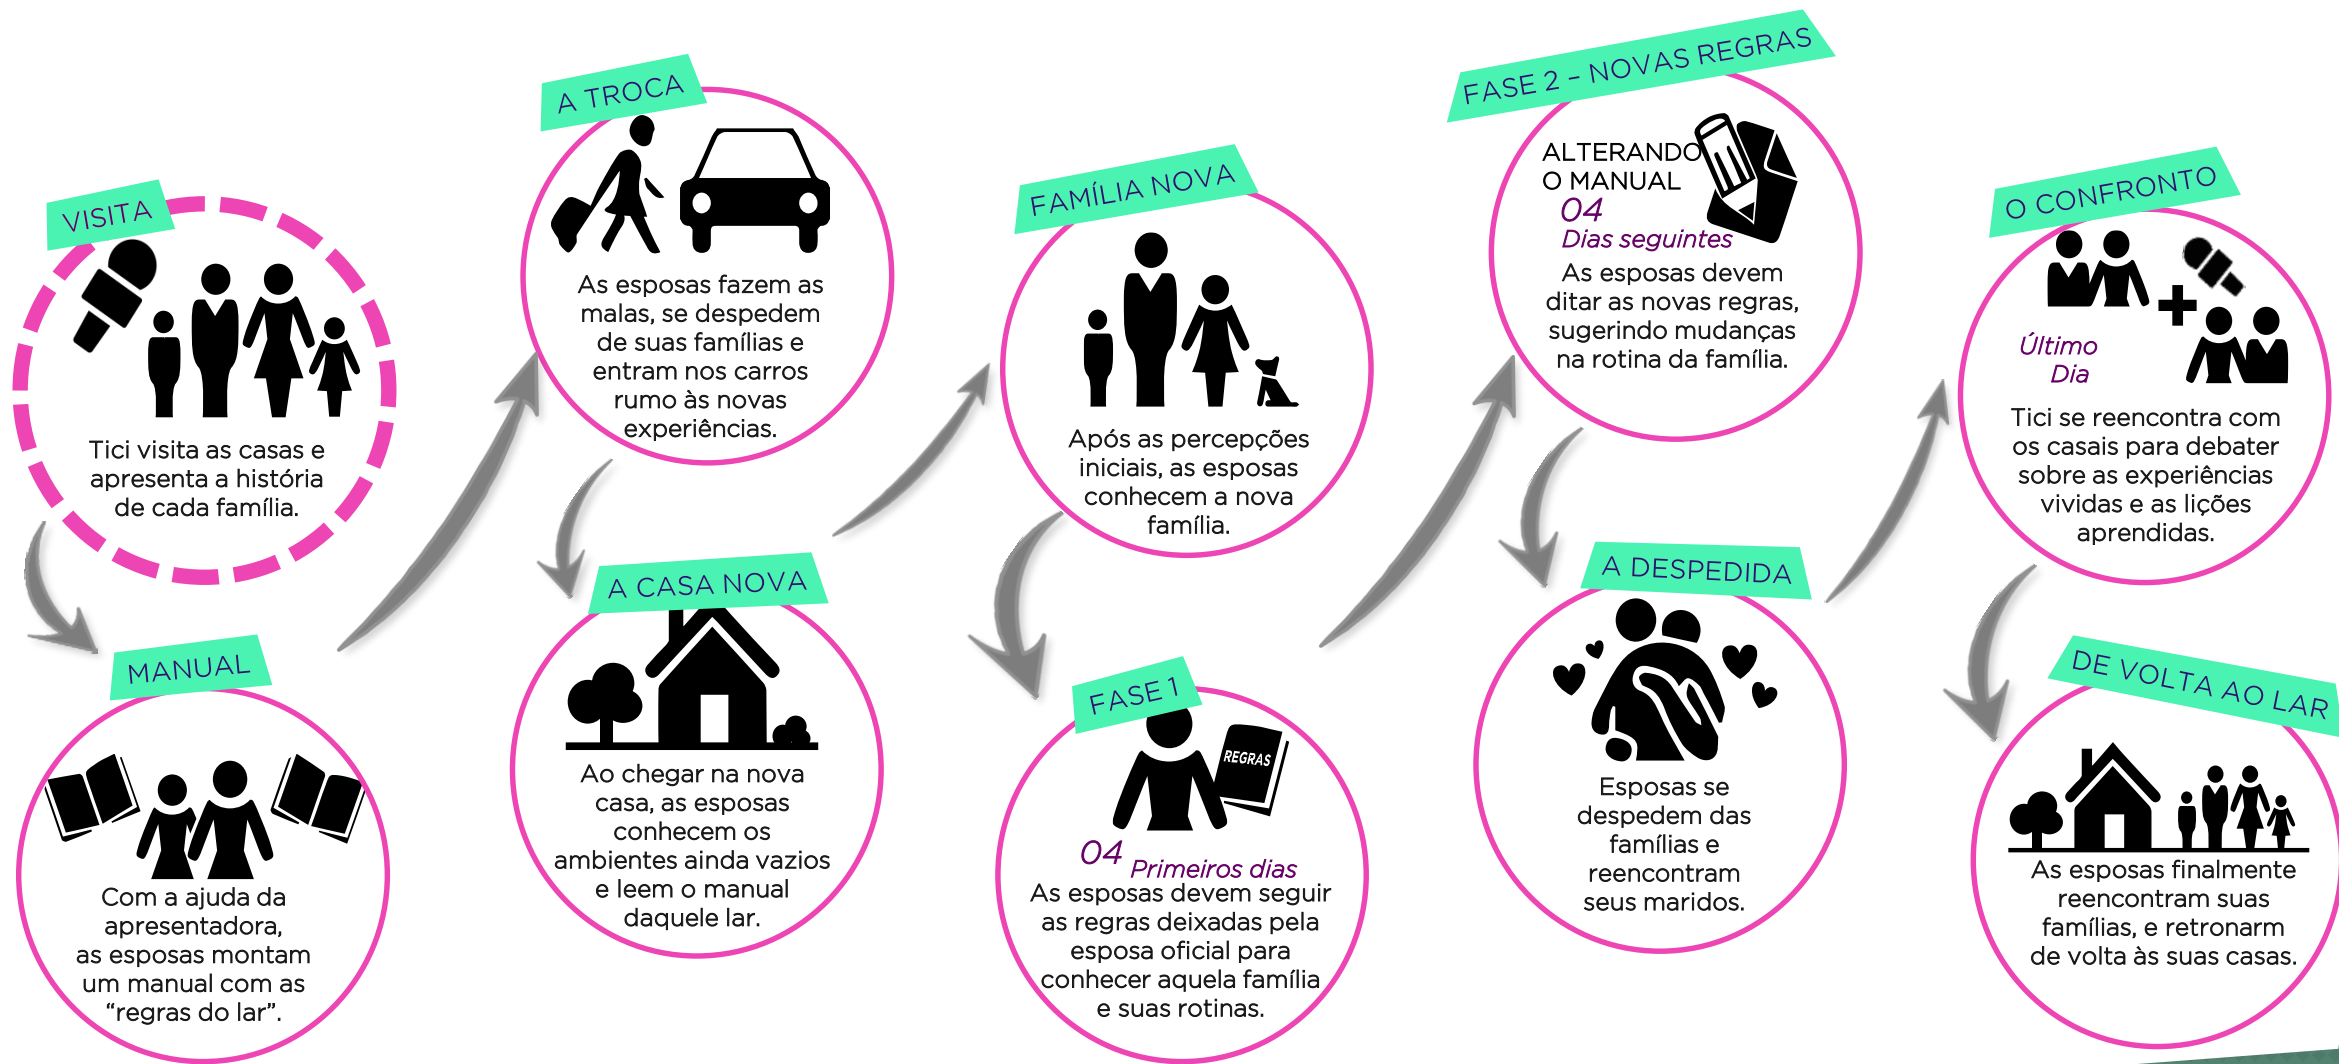 VISITA
Tici visita as casas e
apresenta a história
de cada família.
MANUAL
Com a ajuda da
apresentadora,
as esposas montam
um manual com as
“regras do lar”.
A TROCA
As esposas fazem as
malas, se despedem
de suas famílias e
entram nos carros
rumo às novas
experiências.
A CASA NOVA
Ao chegar na nova
casa, as esposas
conhecem os
ambientes ainda vazios
e leem o manual
daquele lar.
FAMÍLIA NOVA
Após as percepções
iniciais, as esposas
conhecem a nova
família.
FASE 1
REGRAS
04 Primeiros dias
As esposas devem seguir
as regras deixadas pela
esposa oficial para
conhecer aquela família
e suas rotinas.
FASE 2 – NOVAS REGRAS
ALTERANDO
O MANUAL
04
Dias seguintes
As esposas devem
ditar as novas regras,
sugerindo mudanças
na rotina da família.
A DESPEDIDA
Esposas se
despedem das
famílias e
reencontram
seus maridos.
O CONFRONTO
Último
Dia
Tici se reencontra com
os casais para debater
sobre as experiências
vividas e as lições
aprendidas.
DE VOLTA AO LAR
As esposas finalmente
reencontram suas
famílias, e retronarm
de volta às suas casas.